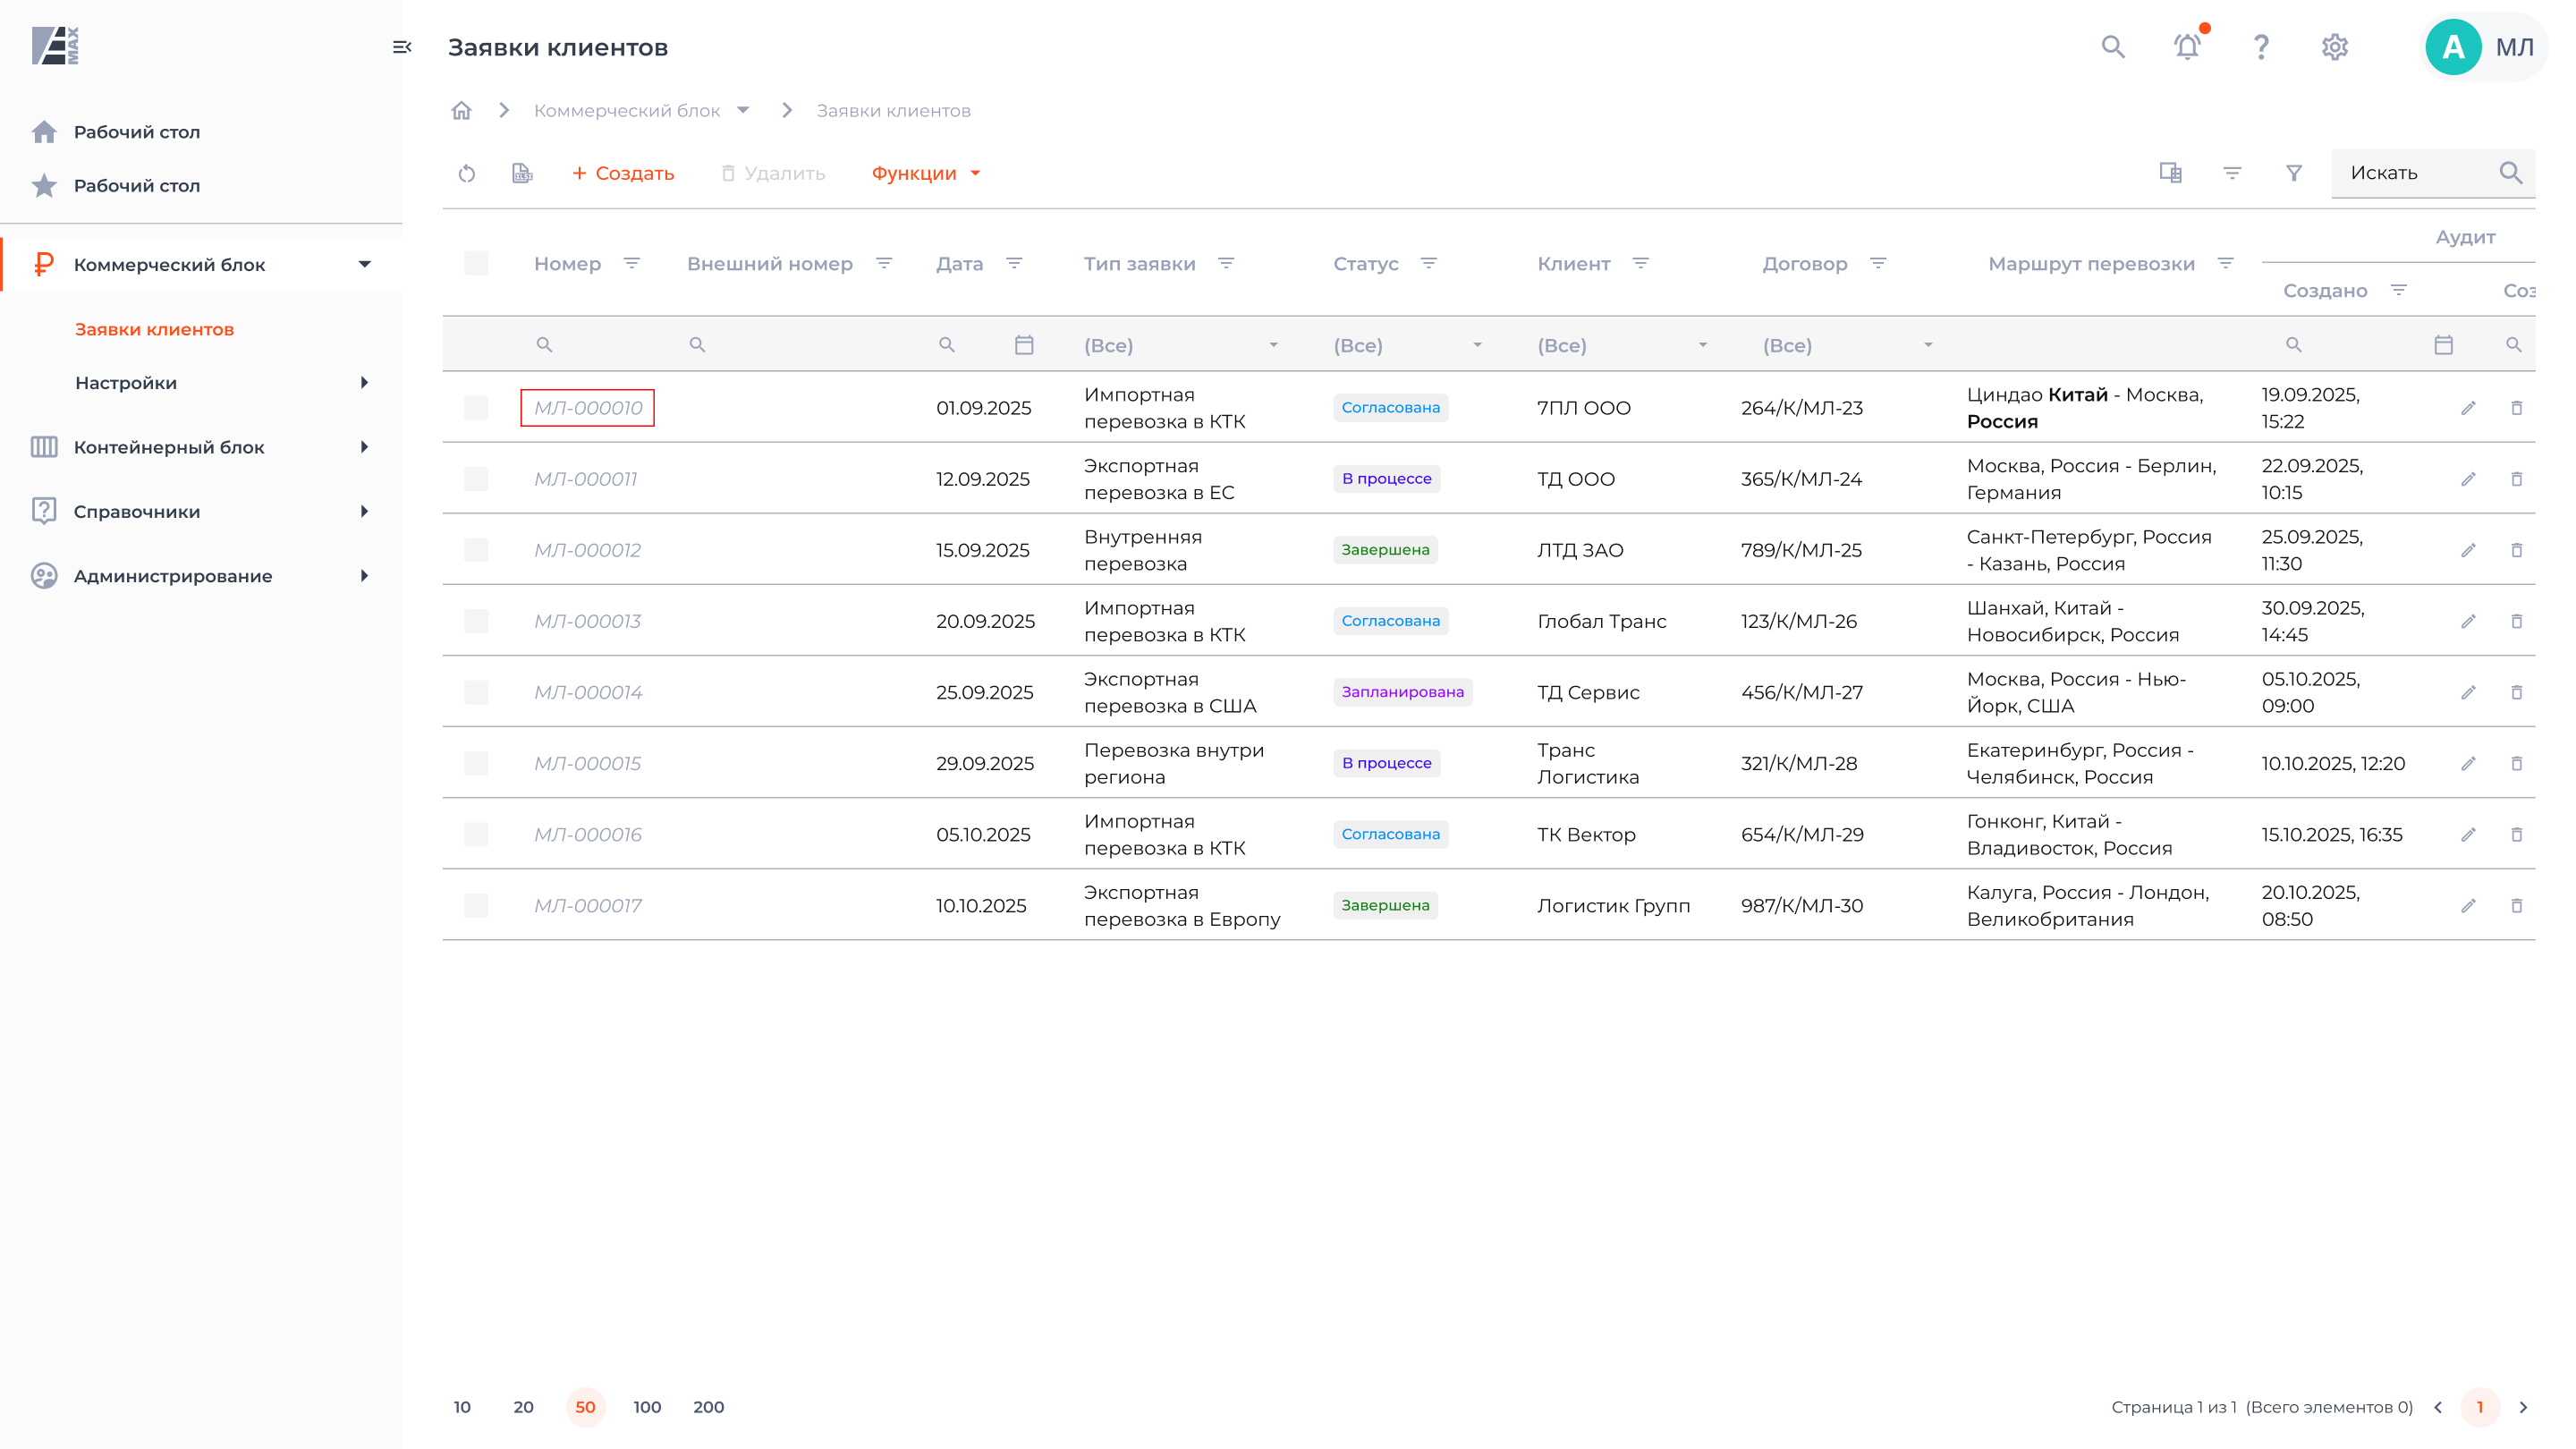 MAX
Заявки клиентов
A МЛ
Рабочий стол
Рабочий стол
Коммерческий блок
Заявки клиентов
Настройки
Контейнерный блок
Справочники
Администрирование
Коммерческий блок Заявки клиентов
+ Создать Удалить Функции Искать
Номер Внешний номер Дата Тип заявки Статус Клиент Договор Маршрут перевозки Аудит
Создано Соз
(Все) (Все) (Все) (Все)
МЛ-000010 01.09.2025 Импортная перевозка в КТК Согласована 7ПЛ ООО 264/К/МЛ-23 Циндао Китай - Москва, Россия 19.09.2025, 15:22
МЛ-000011 12.09.2025 Экспортная перевозка в ЕС В процессе ТД ООО 365/К/МЛ-24 Москва, Россия - Берлин, Германия 22.09.2025, 10:15
МЛ-000012 15.09.2025 Внутренняя перевозка Завершена ЛТД ЗАО 789/К/МЛ-25 Санкт-Петербург, Россия - Казань, Россия 25.09.2025, 11:30
МЛ-000013 20.09.2025 Импортная перевозка в КТК Согласована Глобал Транс 123/К/МЛ-26 Шанхай, Китай - Новосибирск, Россия 30.09.2025, 14:45
МЛ-000014 25.09.2025 Экспортная перевозка в США Запланирована ТД Сервис 456/К/МЛ-27 Москва, Россия - Нью-Йорк, США 05.10.2025, 09:00
МЛ-000015 29.09.2025 Перевозка внутри региона В процессе Транс Логистика 321/К/МЛ-28 Екатеринбург, Россия - Челябинск, Россия 10.10.2025, 12:20
МЛ-000016 05.10.2025 Импортная перевозка в КТК Согласована ТК Вектор 654/К/МЛ-29 Гонконг, Китай - Владивосток, Россия 15.10.2025, 16:35
МЛ-000017 10.10.2025 Экспортная перевозка в Европу Завершена Логистик Групп 987/К/МЛ-30 Калуга, Россия - Лондон, Великобритания 20.10.2025, 08:50
10 20 50 100 200 Страница 1 из 1 (Всего элементов 0) 1